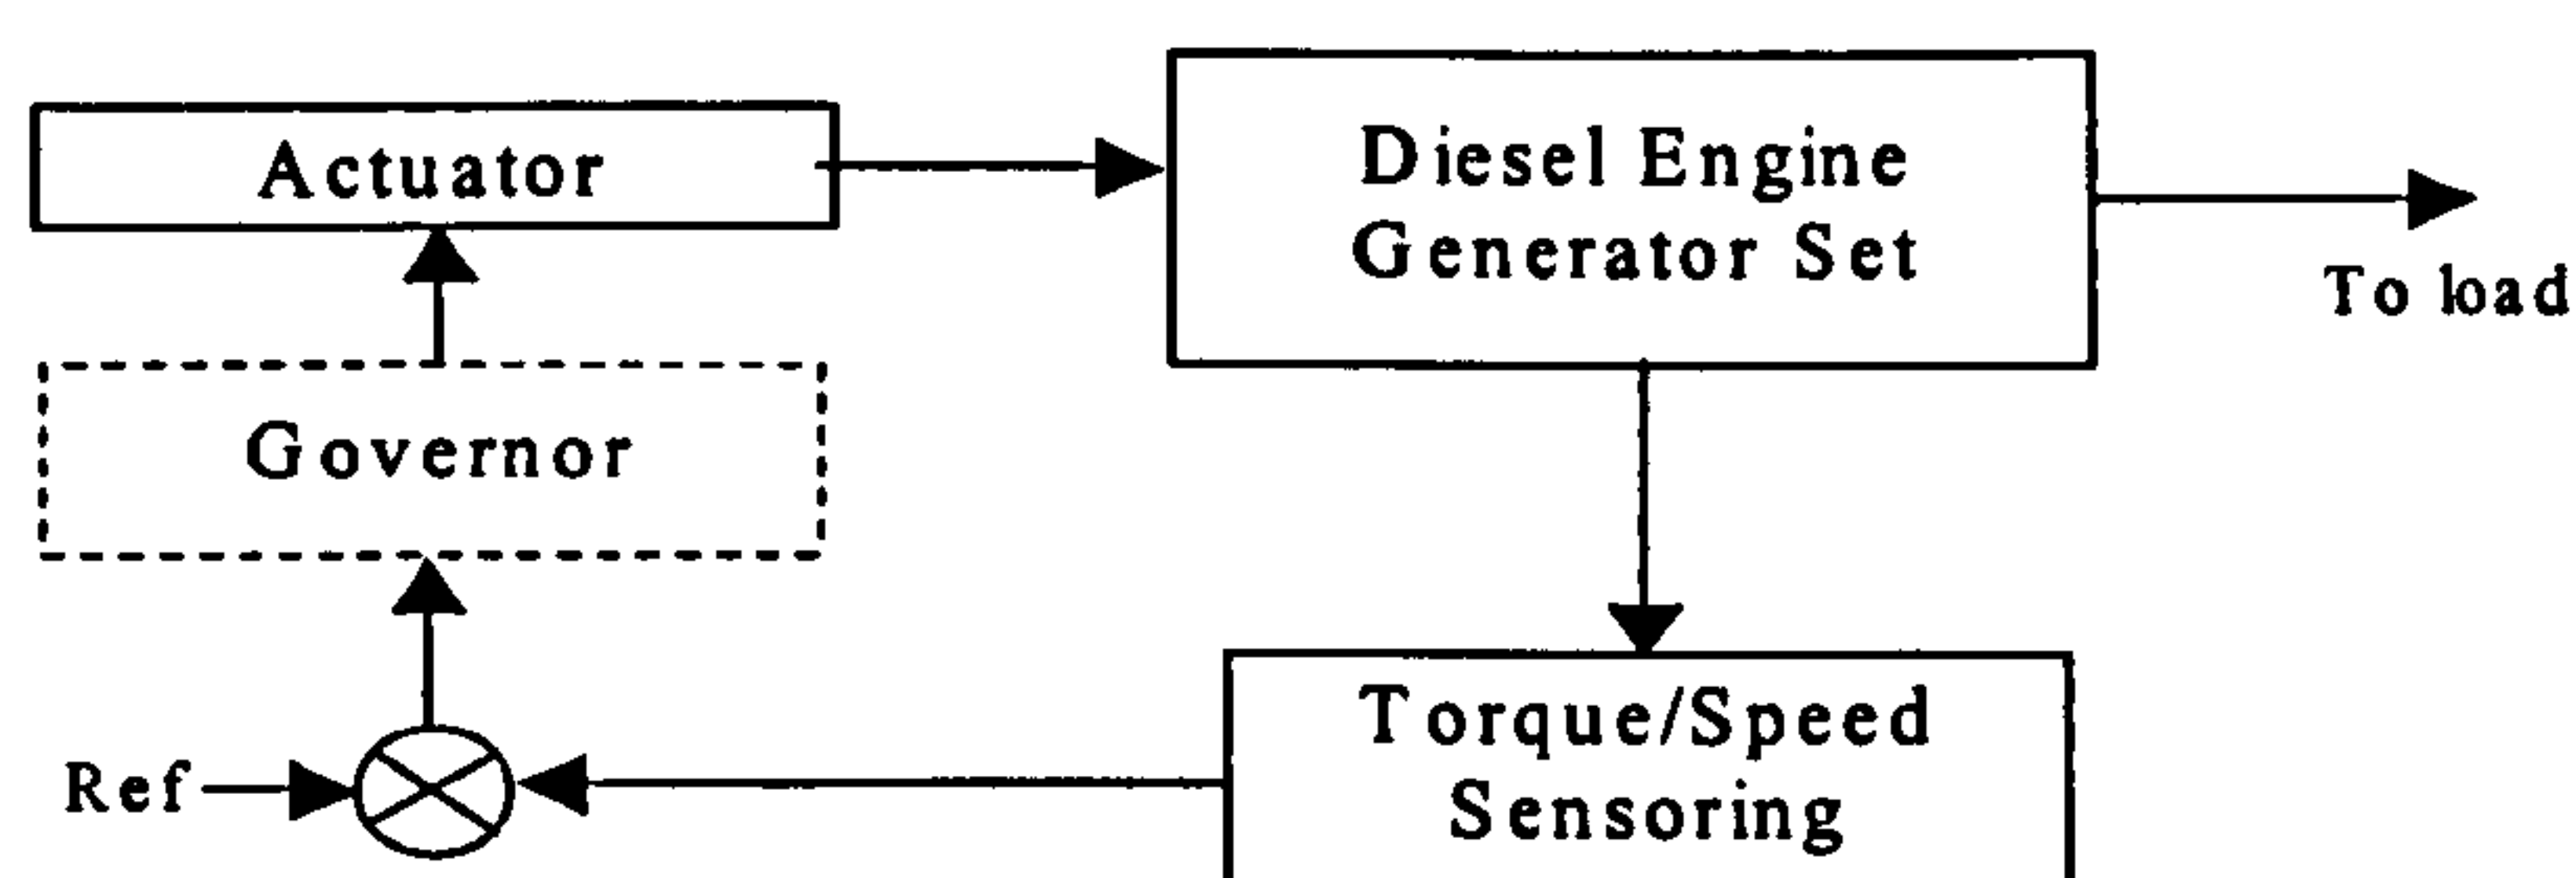 Actuator
Diesel Engine
Generator Set
To load
Governor
Torque/Speed
Sensoring
Ref